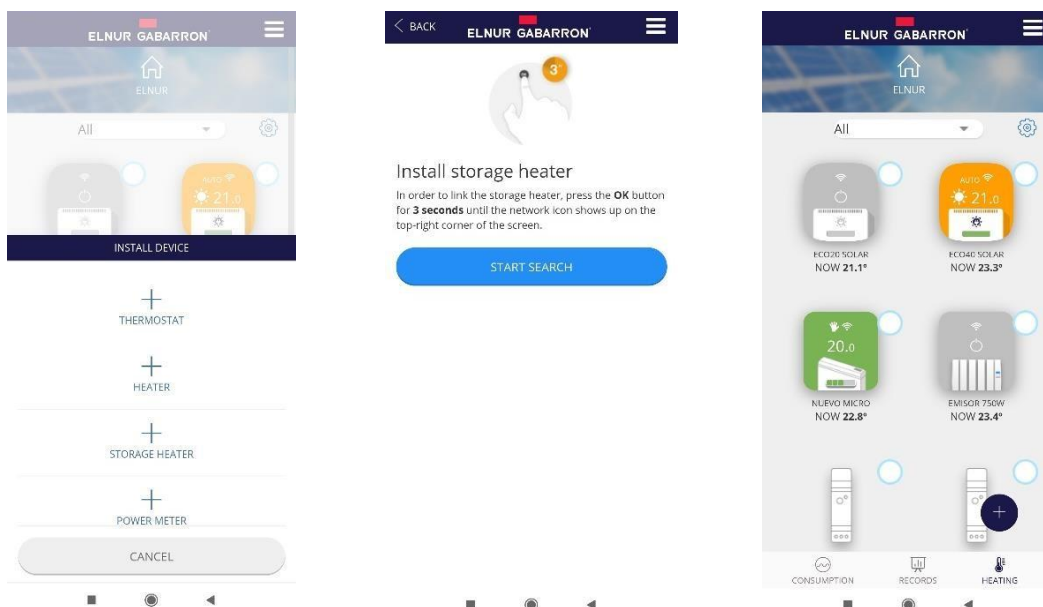 ELNUR GABARRON
ELNUR
All
AUTO
21.0
INSTALL DEVICE
THERMOSTAT
HEATER
STORAGE HEATER
POWER METER
CANCEL
BACK
ELNUR GABARRON
3"
Install storage heater
In order to link the storage heater, press the OK button
for 3 seconds until the network icon shows up on the
top-right corner of the screen.
START SEARCH
ELNUR GABARRON
ELNUR
All
AUTO
21.0
ECO20 SOLAR
ECO40 SOLAR
NOW 21.1°
NOW 23.3°
20.0
NUEVO MICRO
EMISOR 750W
NOW 22.8°
NOW 23.4°
CONSUMPTION
RECORDS
HEATING